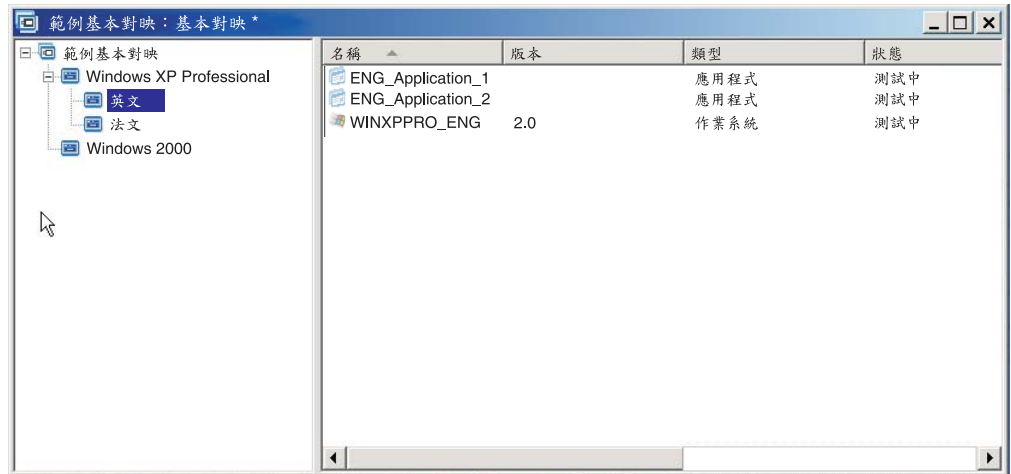 範例基本對映：基本對映 *
範例基本對映
Windows XP Professional
英文
法文
Windows 2000
名稱 版本 類型 狀態
ENG_Application_1 應用程式 測試中
ENG_Application_2 應用程式 測試中
WINXPPRO_ENG 2.0 作業系統 測試中